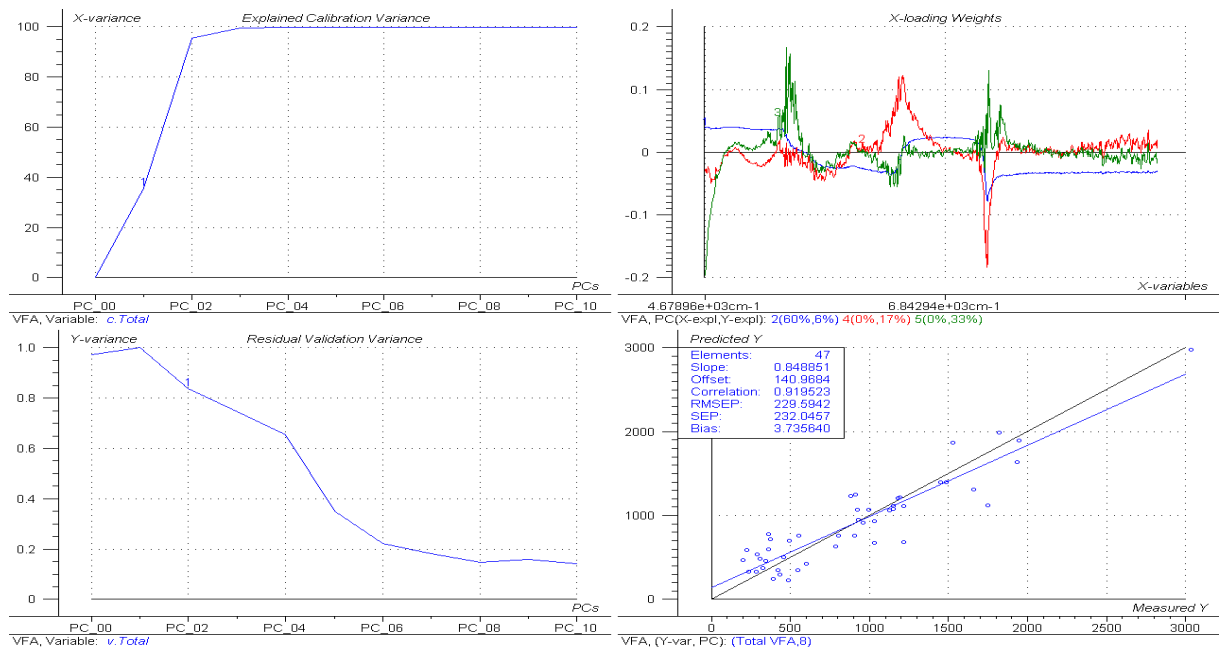 X-variance Explained Calibration Variance
100
80
60
40
20
0
1
PCs
PC_00 PC_02 PC_04 PC_06 PC_08 PC_10
VFA, Variable: c.Total
X-loading Weights
0.2
0.1
0
-0.1
-0.2
3
2
X-variables
4.67896e+03cm-1 6.84294e+03cm-1
VFA, PC(X-expl,Y-expl): 2(60%,6%) 4(0%,17%) 5(0%,33%)
Y-variance Residual Validation Variance
1.0
0.8
0.6
0.4
0.2
0
1
PCs
PC_00 PC_02 PC_04 PC_06 PC_08 PC_10
VFA, Variable: v.Total
Predicted Y
3000
2000
1000
0
Elements: 47
Slope: 0.848851
Offset: 140.9684
Correlation: 0.919523
RMSEP: 229.5942
SEP: 232.0457
Bias: 3.735640
Measured Y
0 500 1000 1500 2000 2500 3000
VFA, (Y-var, PC): (Total VFA,8)